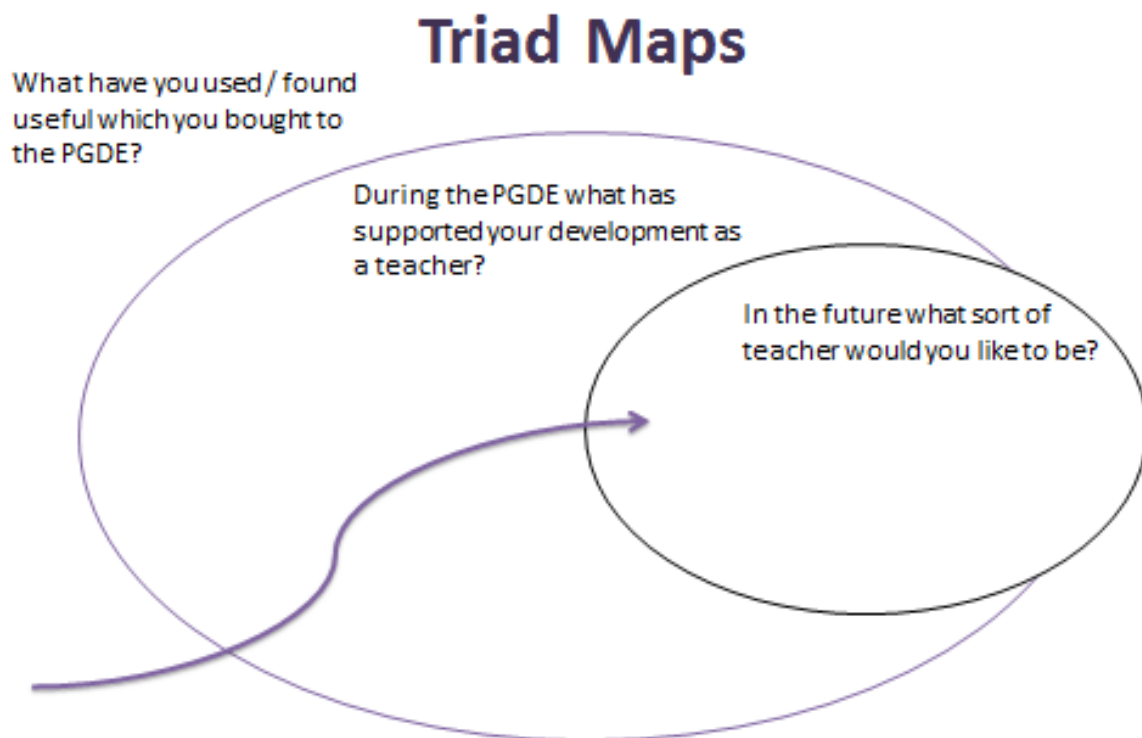 Triad Maps
What have you used / found
useful which you bought to
the PGDE?
During the PGDE what has
supported your development as
a teacher?
In the future what sort of
teacher would you like to be?